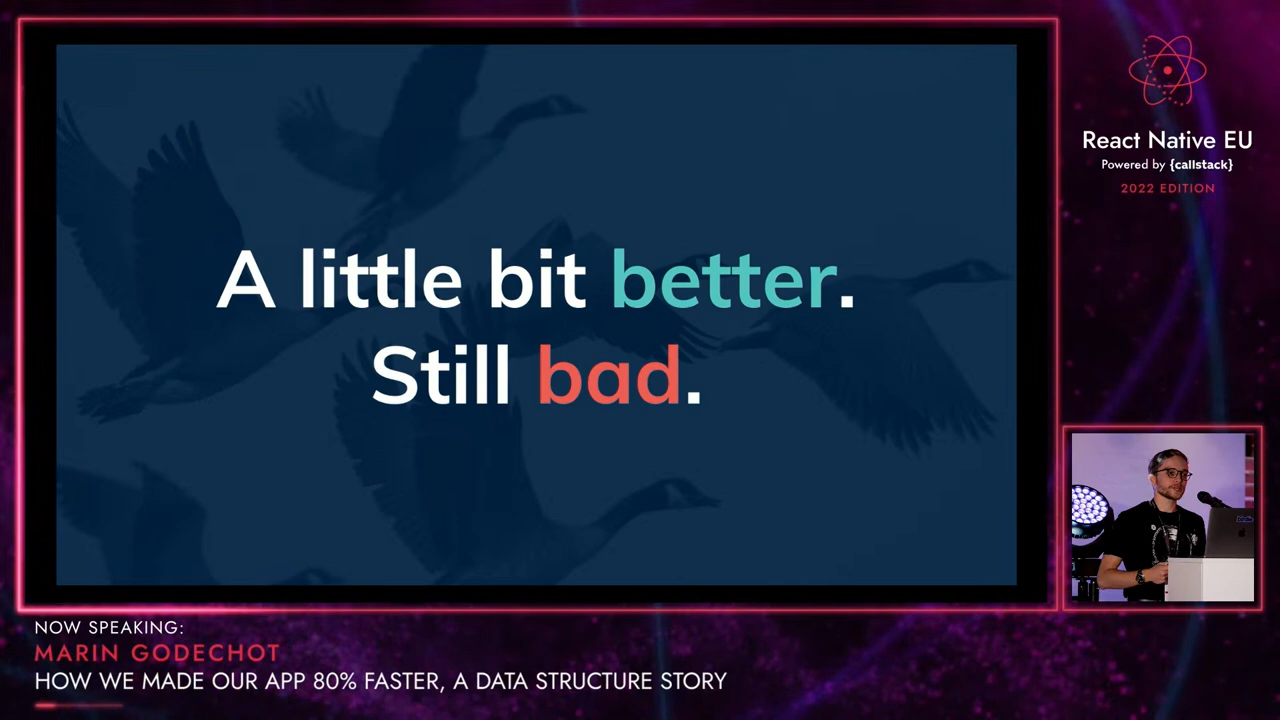 A little bit better.
Still bad.
React Native EU
Powered by {callstack}
2022 EDITION
NOW SPEAKING:
MARIN GODECHOT
HOW WE MADE OUR APP 80% FASTER, A DATA STRUCTURE STORY